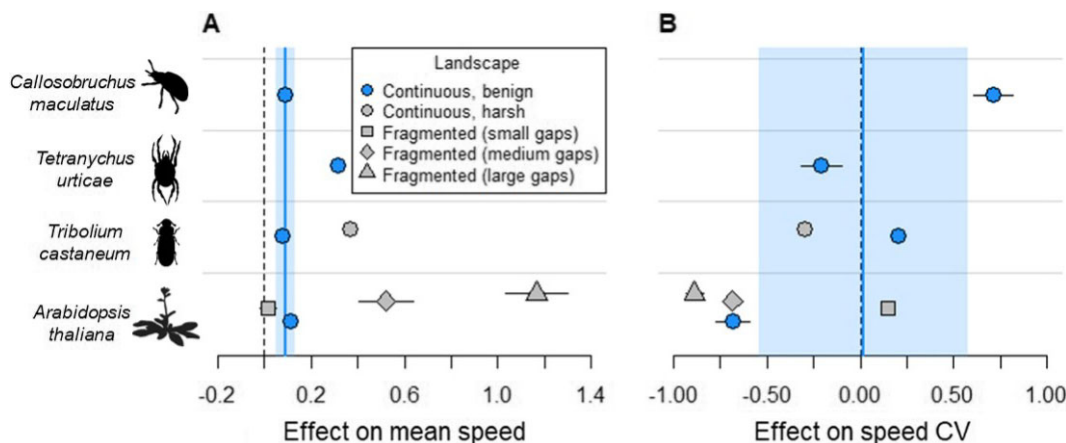 A
B
Callosobruchus
maculatus
Tetranychus
urticae
Tribolium
castaneum
Arabidopsis
thaliana
Landscape
Continuous, benign
Continuous, harsh
Fragmented (small gaps)
Fragmented (medium gaps)
Fragmented (large gaps)
-0.2 0.2 0.6 1.0 1.4
-1.00 -0.50 0.00 0.50 1.00
Effect on mean speed
Effect on speed CV